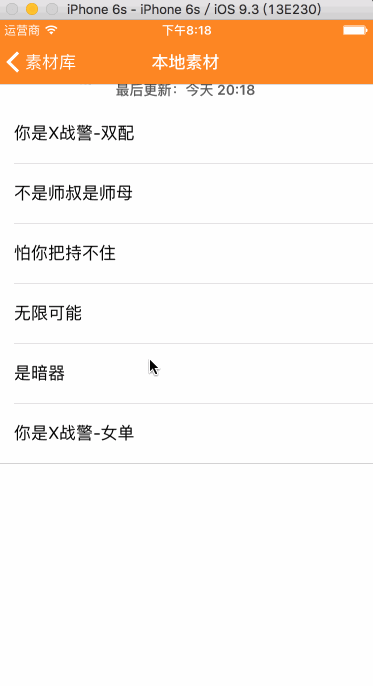 iPhone 6s - iPhone 6s / iOS 9.3 (13E230)
运营商 下午8:18
素材库 本地素材
最后更新：今天 20:18
你是X战警-双配
不是师叔是师母
怕你把持不住
无限可能
是暗器
你是X战警-女单